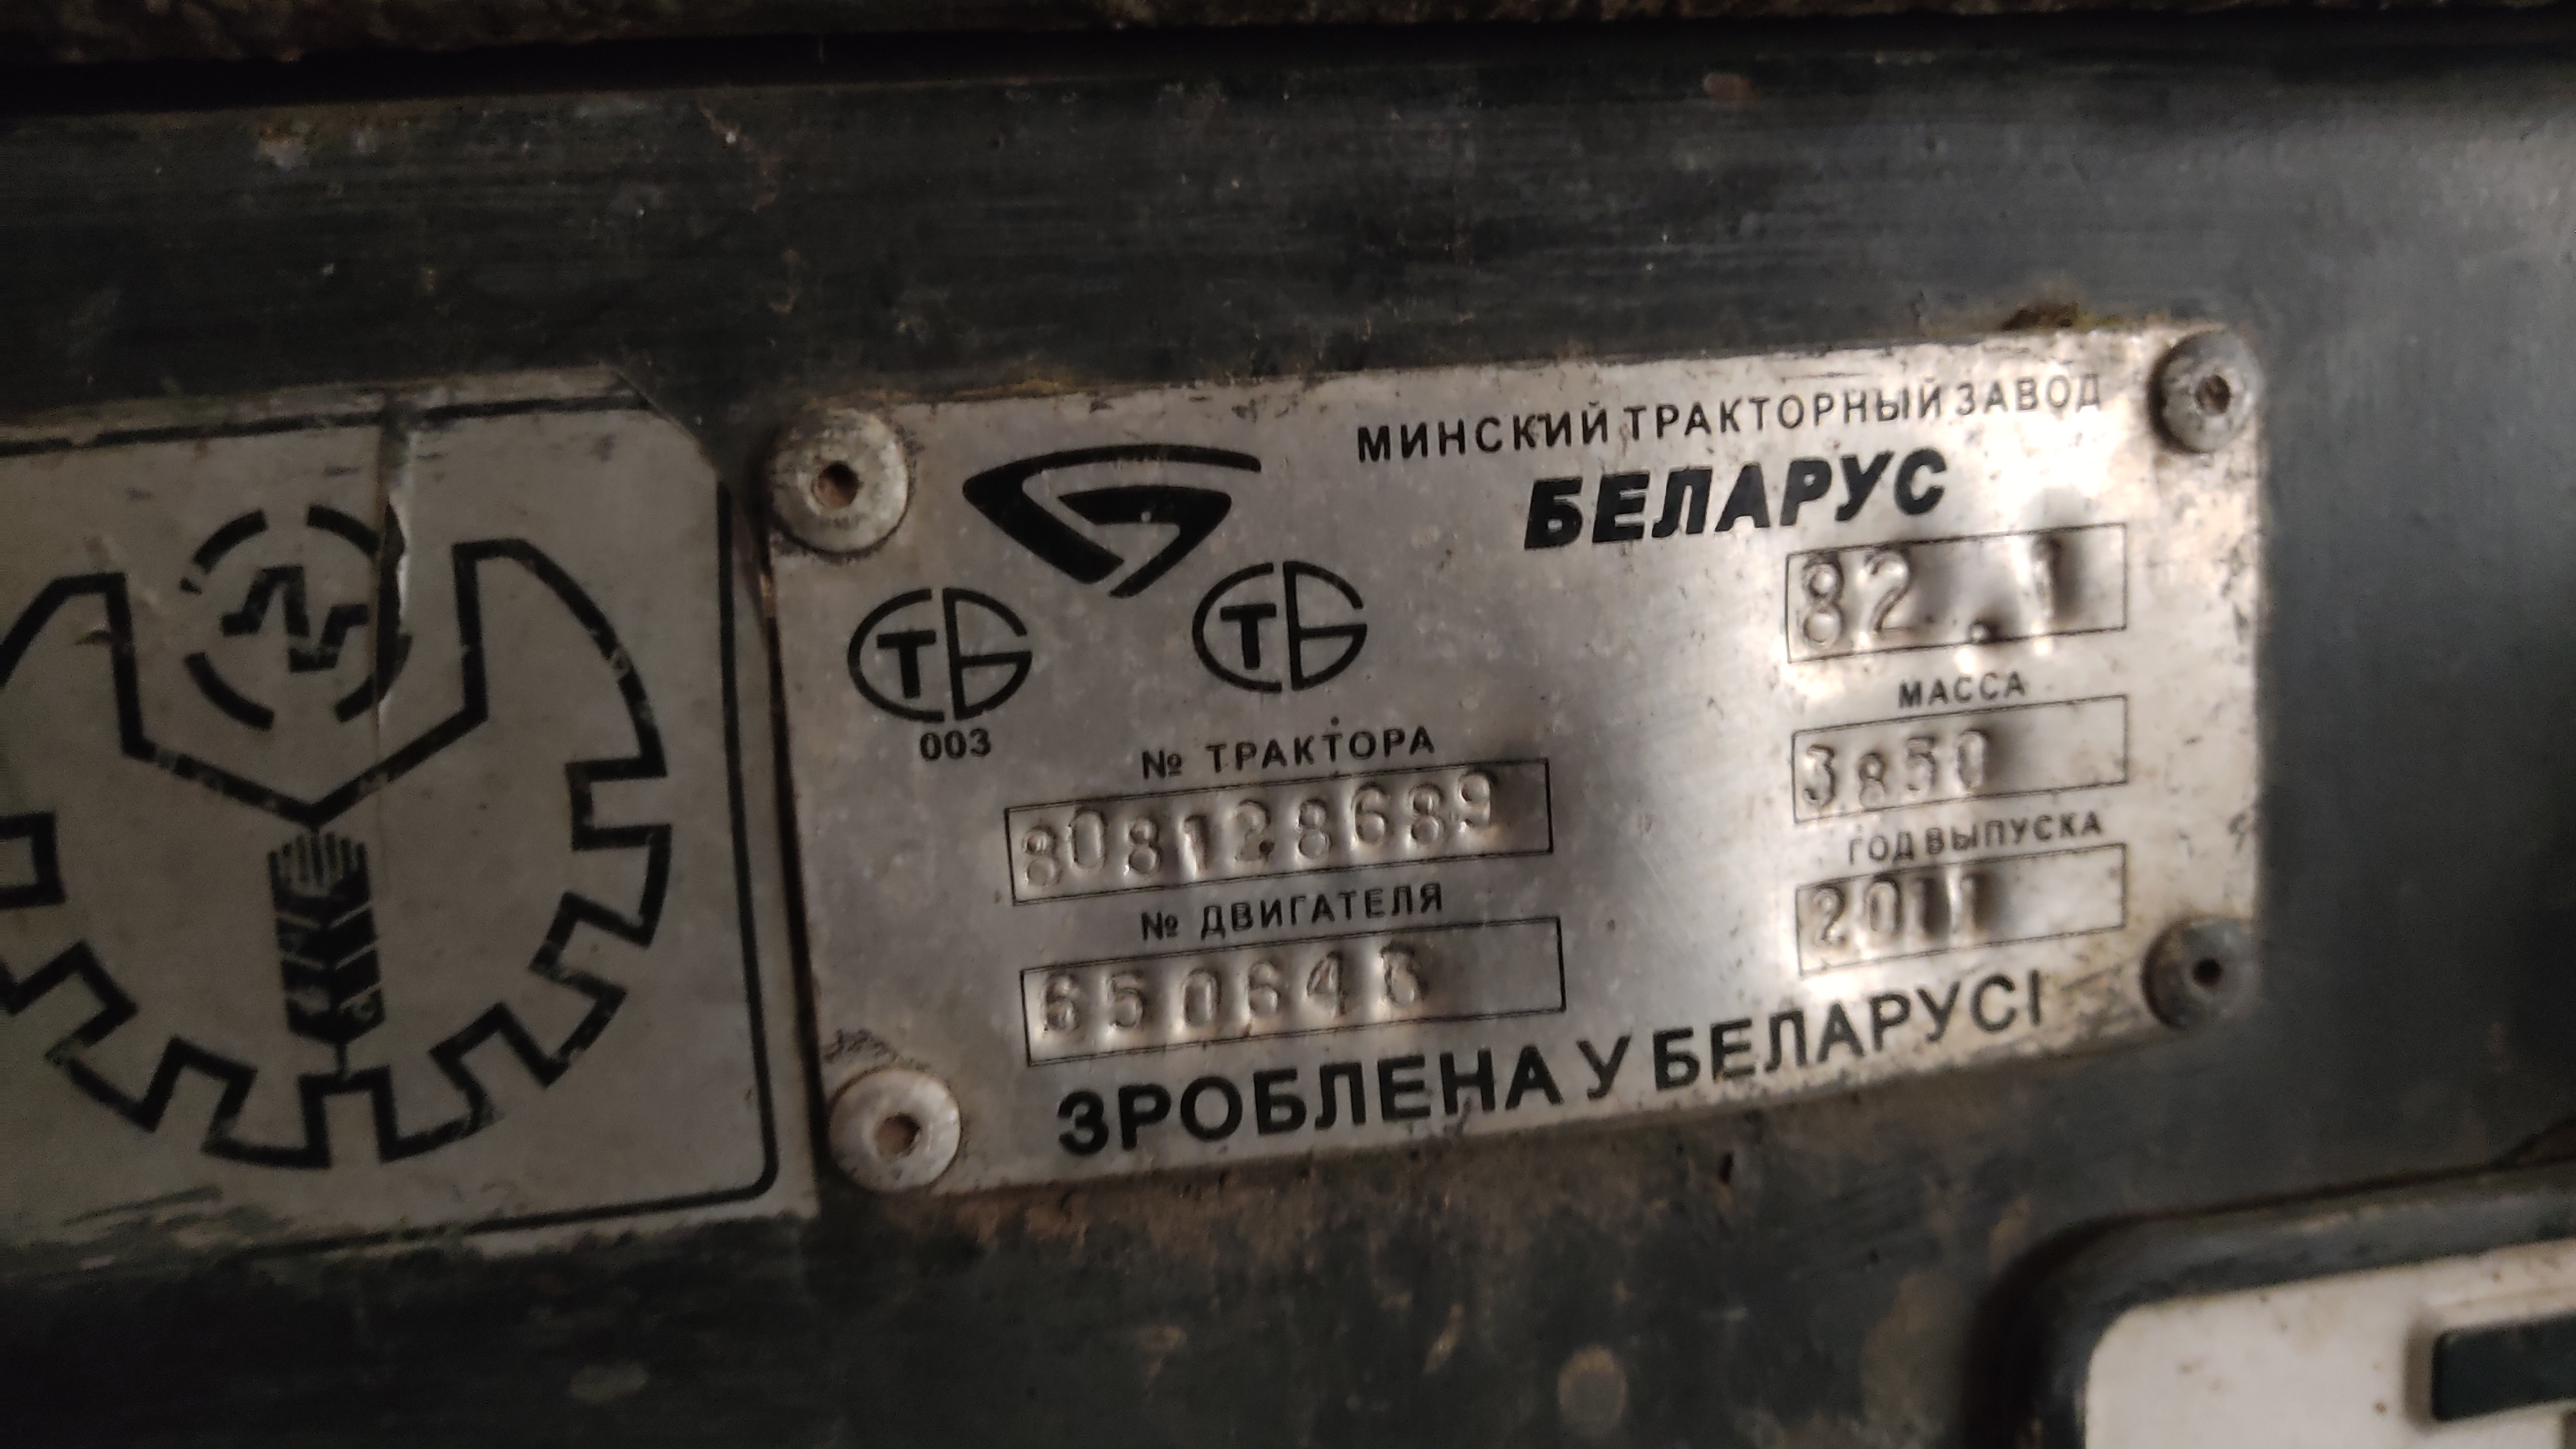 МИНСКИЙ ТРАКТОРНЫЙ ЗАВОД
БЕЛАРУС
82.1
ТБ
ТБ
003
МАССА
3850
№ ТРАКТОРА
808128689
ГОД ВЫПУСКА
2011
№ ДВИГАТЕЛЯ
650646
ЗРОБЛЕНА У БЕЛАРУСІ